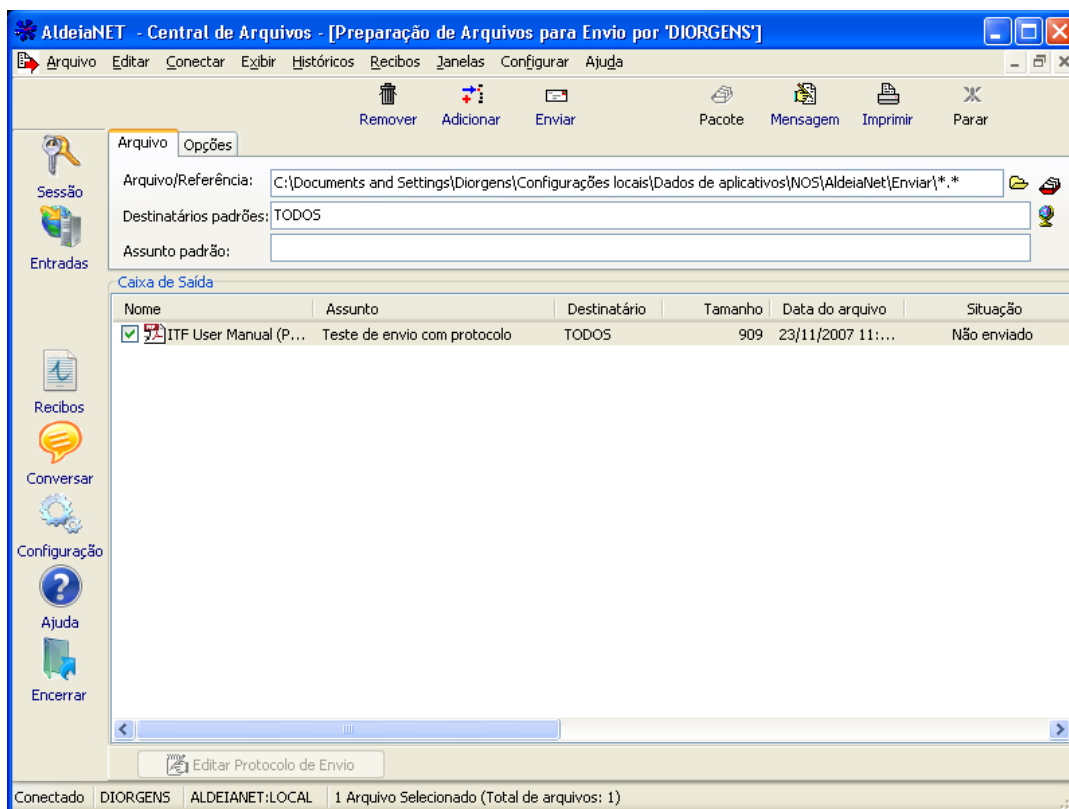 AldeiaNET - Central de Arquivos - [Preparação de Arquivos para Envio por 'DIORGENS']
Arquivo Editar Conectar Exibir Históricos Recibos Janelas Configurar Ajuda
Remover Adicionar Enviar Pacote Mensagem Imprimir Parar
Arquivo Opções
Arquivo/Referência: C:\Documents and Settings\Diorgens\Configurações locais\Dados de aplicativos\NOS\AldeiaNet\Enviar\*.*
Destinatários padrões: TODOS
Assunto padrão:
Sessão
Entradas
Recibos
Conversar
Configuração
Ajuda
Encerrar
Caixa de Saída
Nome Assunto Destinatário Tamanho Data do arquivo Situação
ITF User Manual (P... Teste de envio com protocolo TODOS 909 23/11/2007 11:... Não enviado
Editar Protocolo de Envio
Conectado DIORGENS ALDEIANET:LOCAL 1 Arquivo Selecionado (Total de arquivos: 1)